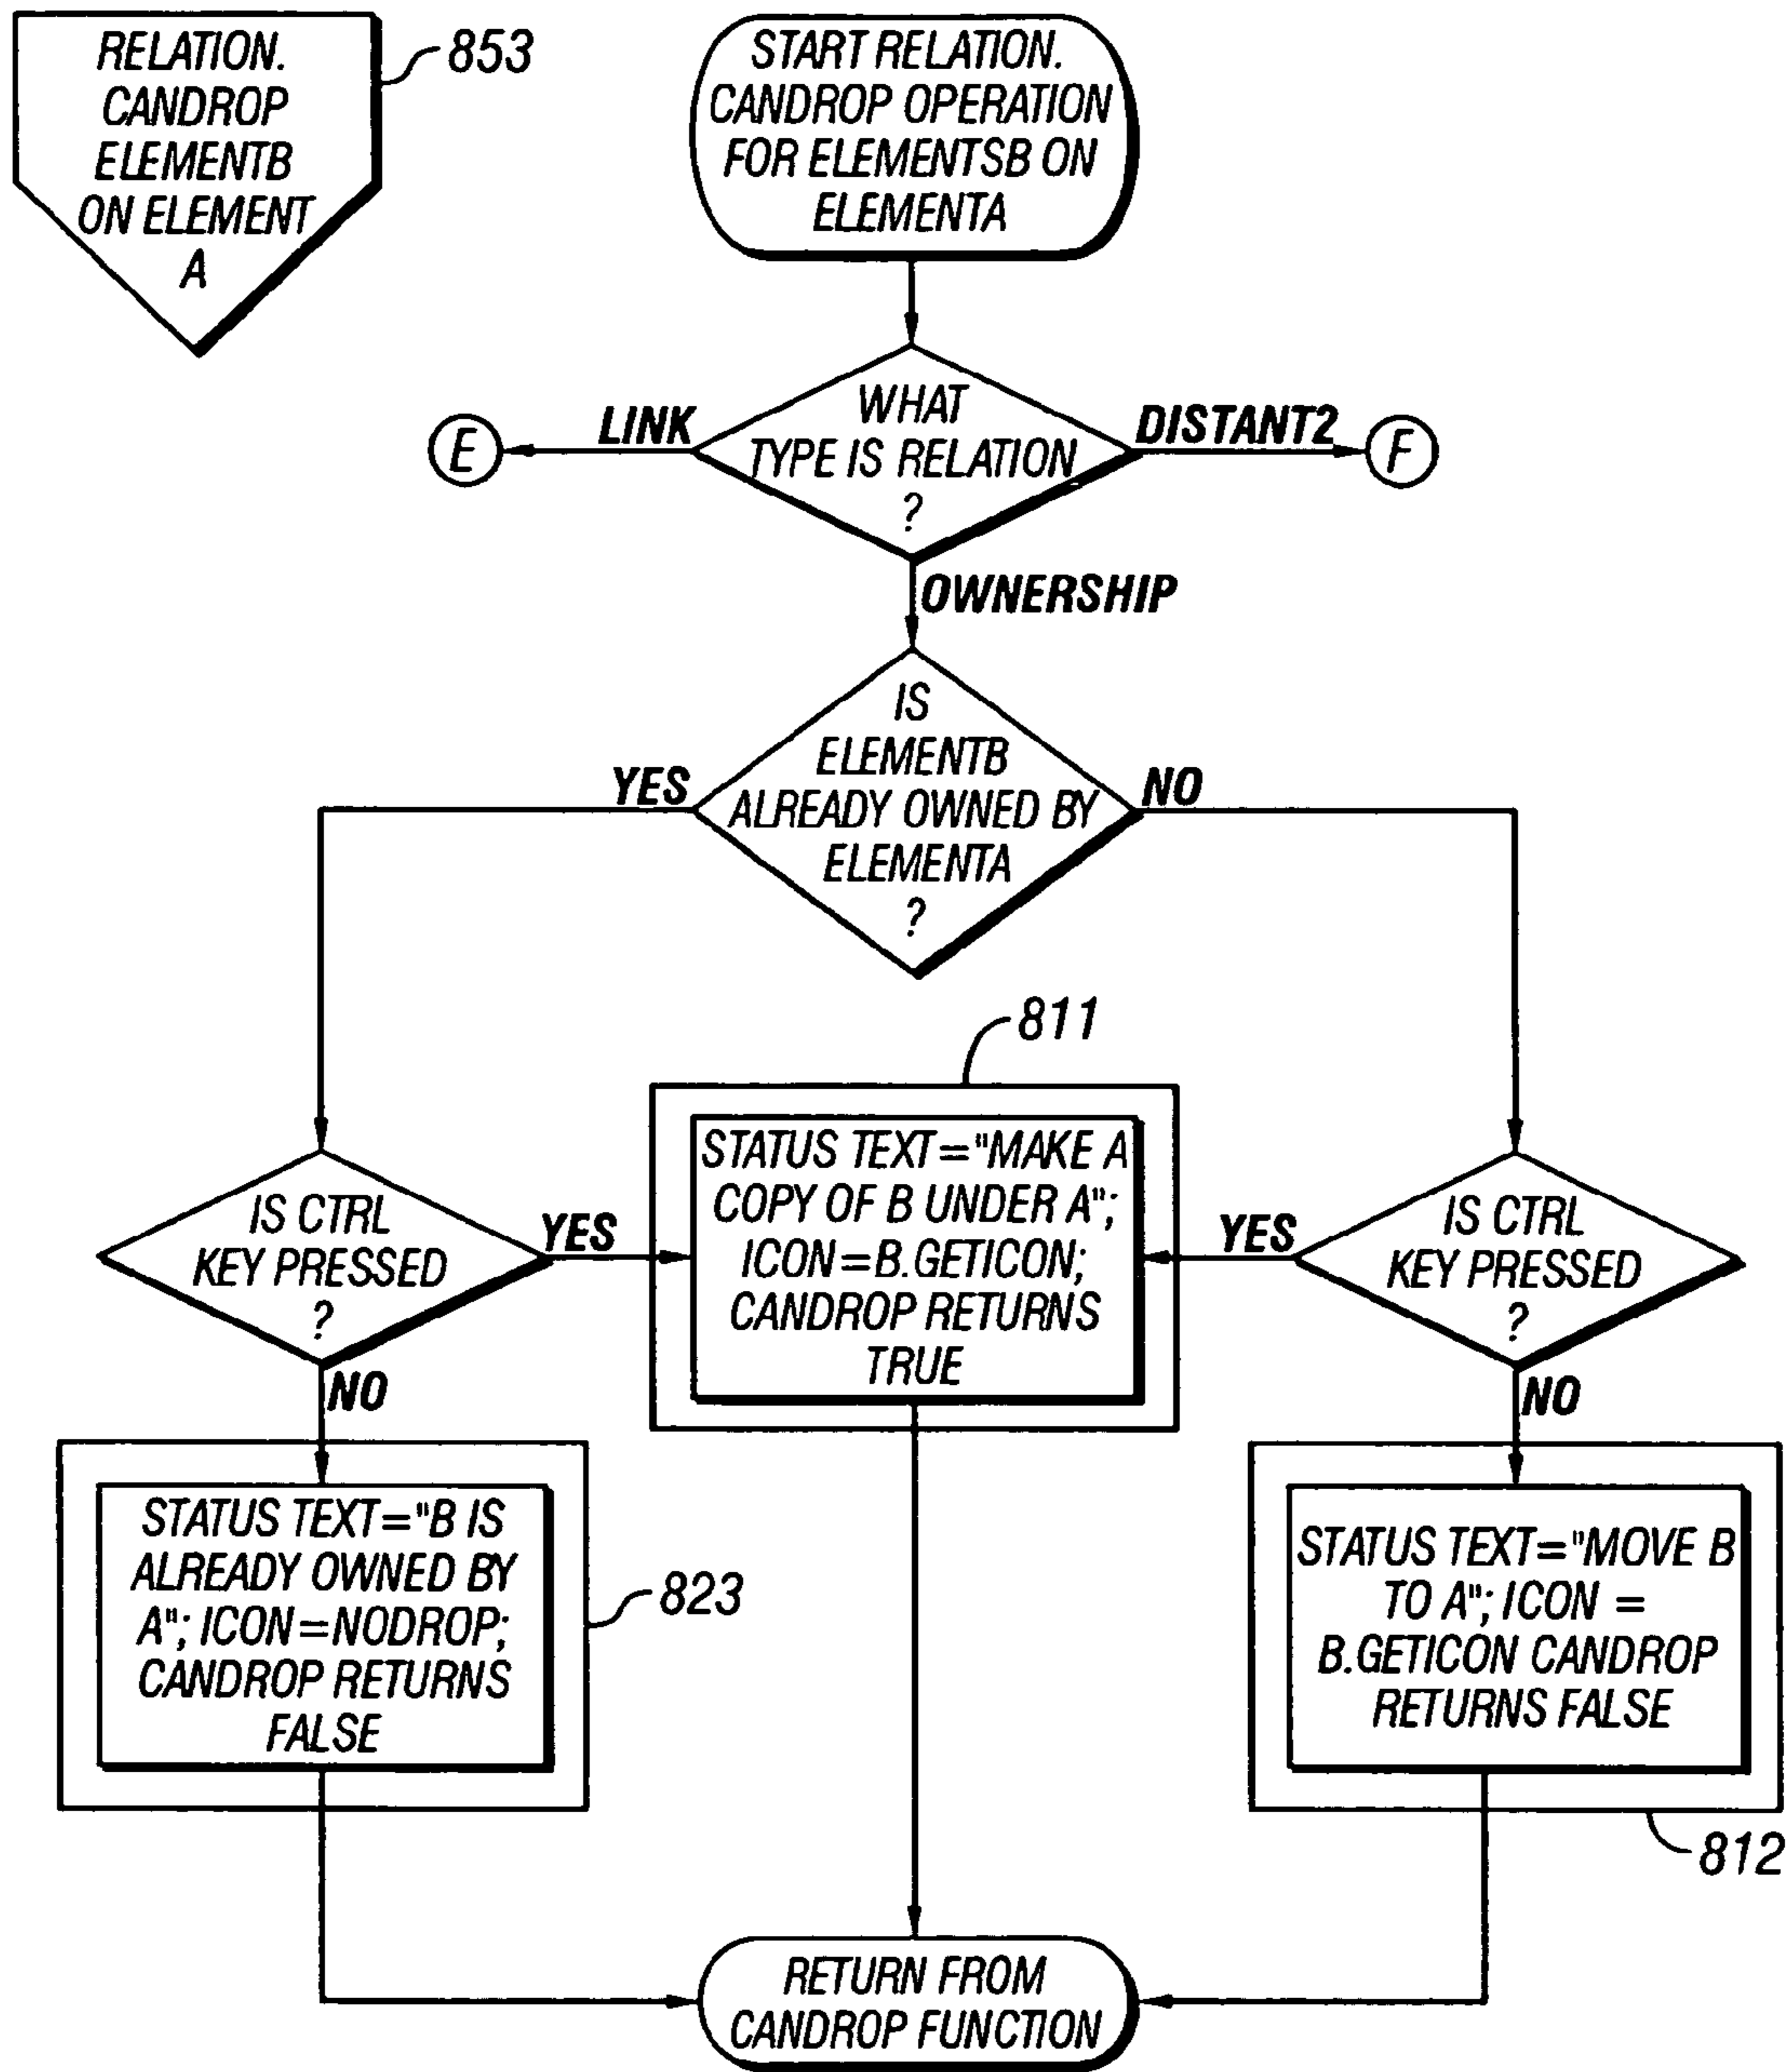 RELATION.
CANDROP
ELEMENTB
ON ELEMENT
A
853
START RELATION.
CANDROP OPERATION
FOR ELEMENTSB ON
ELEMENTA
WHAT
TYPE IS RELATION
?
LINK
E
DISTANT2
F
OWNERSHIP
IS
ELEMENTB
ALREADY OWNED BY
ELEMENTA
?
YES
NO
811
IS CTRL
KEY PRESSED
?
YES
NO
STATUS TEXT="MAKE A
COPY OF B UNDER A";
ICON=B.GETICON;
CANDROP RETURNS
TRUE
IS CTRL
KEY PRESSED
?
YES
NO
STATUS TEXT="B IS
ALREADY OWNED BY
A"; ICON=NODROP;
CANDROP RETURNS
FALSE
823
STATUS TEXT="MOVE B
TO A"; ICON =
B.GETICON CANDROP
RETURNS FALSE
812
RETURN FROM
CANDROP FUNCTION